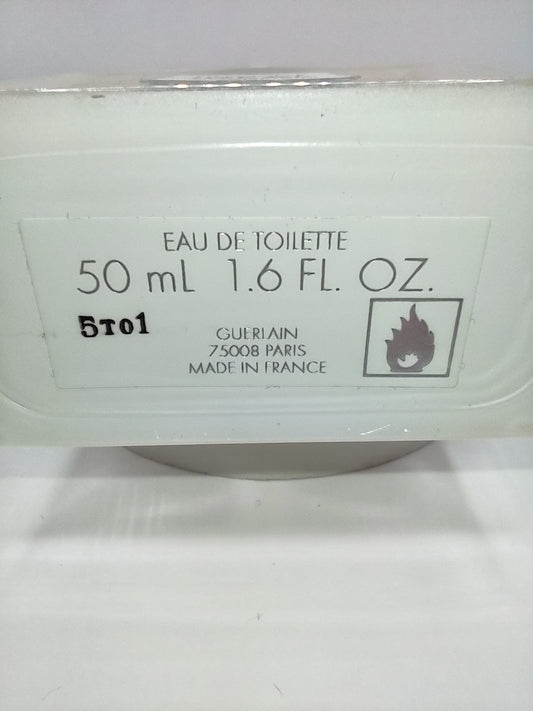 EAU DE TOILETTE
50 mL 1.6 FL. OZ.
5T01
GUERLAIN
75008 PARIS
MADE IN FRANCE